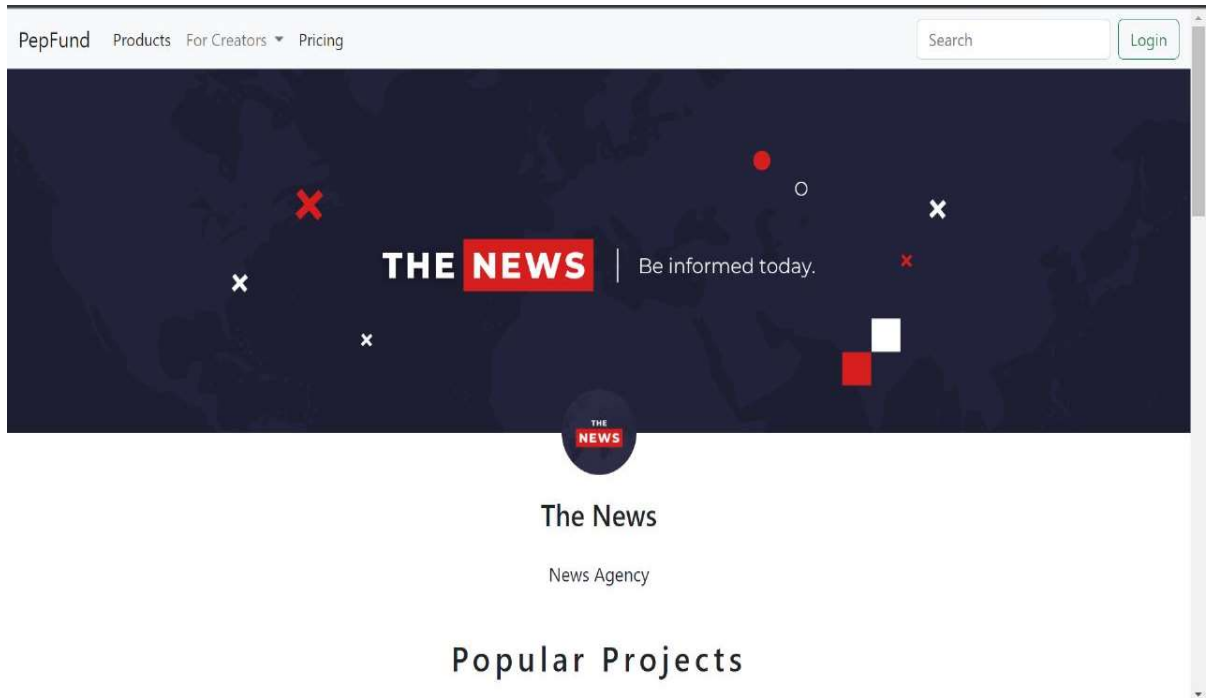 PepFund Products For Creators Pricing Search Login
THE NEWS Be informed today.
THE
NEWS
The News
News Agency
Popular Projects